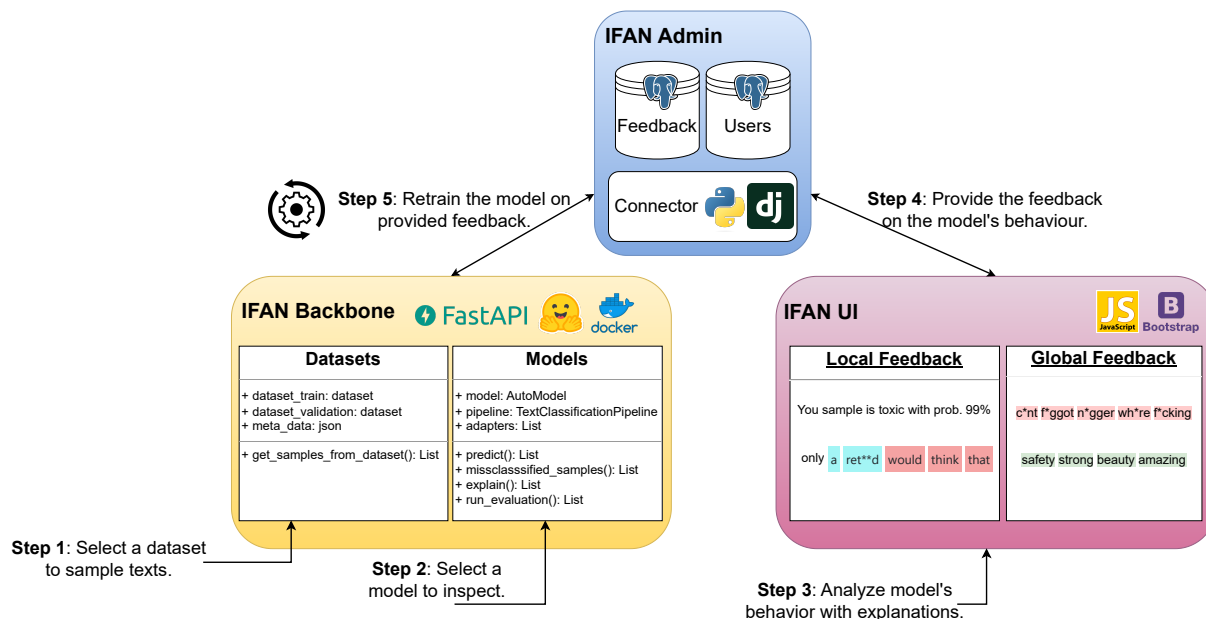 IFAN Admin
Feedback
Users
Connector
dj
Step 5: Retrain the model on
provided feedback.
Step 4: Provide the feedback
on the model's behaviour.
IFAN Backbone
FastAPI
docker
Datasets
+ dataset_train: dataset
+ dataset_validation: dataset
+ meta_data: json
+ get_samples_from_dataset(): List
Models
+ model: AutoModel
+ pipeline: TextClassificationPipeline
+ adapters: List
+ predict(): List
+ missclasssified_samples(): List
+ explain(): List
+ run_evaluation(): List
IFAN UI
JS
JavaScript
B
Bootstrap
Local Feedback
You sample is toxic with prob. 99%
only a ret**d would think that
Global Feedback
c*nt f*ggot n*gger wh*re f*cking
safety strong beauty amazing
Step 1: Select a dataset
to sample texts.
Step 2: Select a
model to inspect.
Step 3: Analyze model's
behavior with explanations.